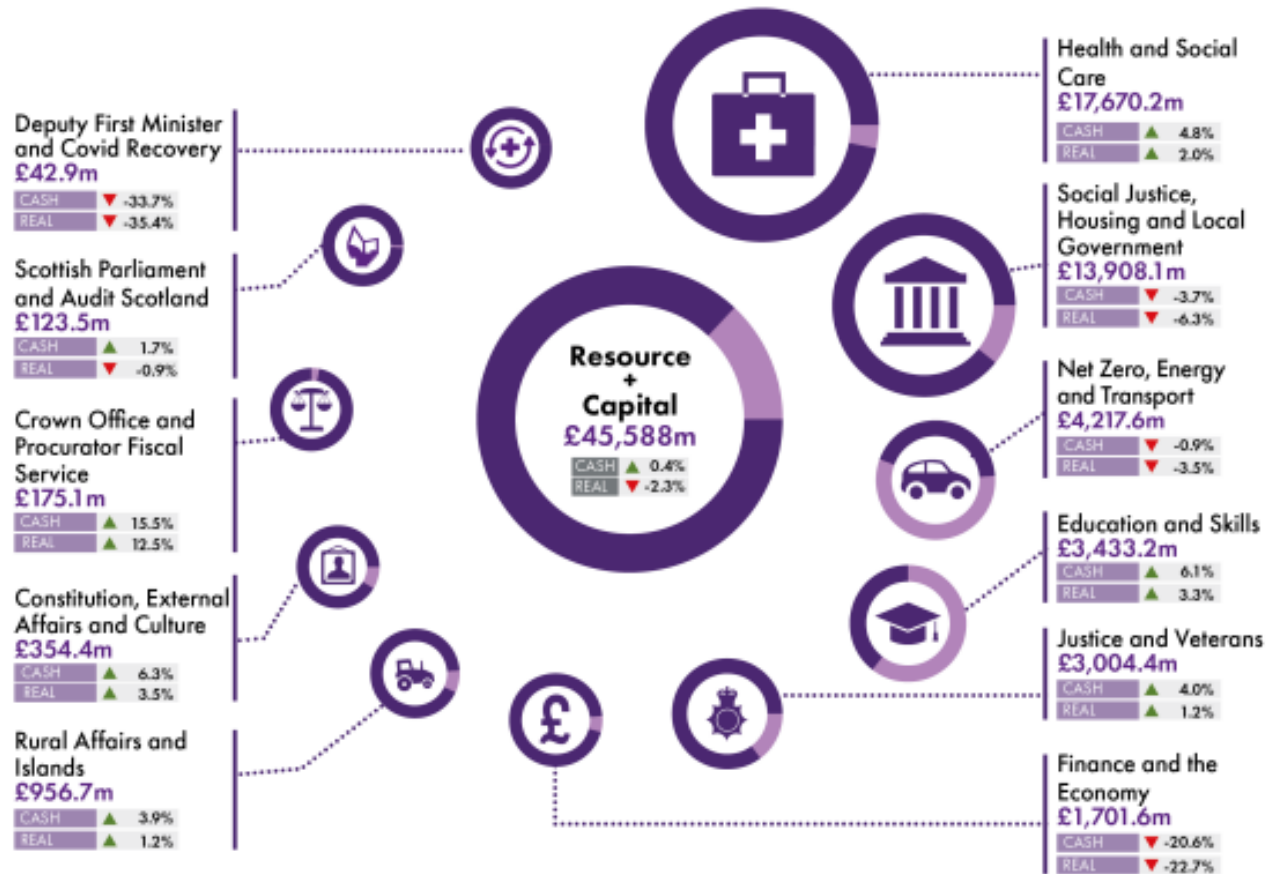 Deputy First Minister
and Covid Recovery
£42.9m
CASH ▼ -33.7%
REAL ▼ -35.4%
Scottish Parliament
and Audit Scotland
£123.5m
CASH ▲ 1.7%
REAL ▼ -0.9%
Crown Office and
Procurator Fiscal
Service
£175.1m
CASH ▲ 15.5%
REAL ▲ 12.5%
Constitution, External
Affairs and Culture
£354.4m
CASH ▲ 6.3%
REAL ▲ 3.5%
Rural Affairs and
Islands
£956.7m
CASH ▲ 3.9%
REAL ▲ 1.2%
Resource
+
Capital
£45,588m
CASH ▲ 0.4%
REAL ▼ -2.3%
£
Health and Social
Care
£17,670.2m
CASH ▲ 4.8%
REAL ▲ 2.0%
Social Justice,
Housing and Local
Government
£13,908.1m
CASH ▼ -3.7%
REAL ▼ -6.3%
Net Zero, Energy
and Transport
£4,217.6m
CASH ▼ -0.9%
REAL ▼ -3.5%
Education and Skills
£3,433.2m
CASH ▲ 6.1%
REAL ▲ 3.3%
Justice and Veterans
£3,004.4m
CASH ▲ 4.0%
REAL ▲ 1.2%
Finance and the
Economy
£1,701.6m
CASH ▼ -20.6%
REAL ▼ -22.7%